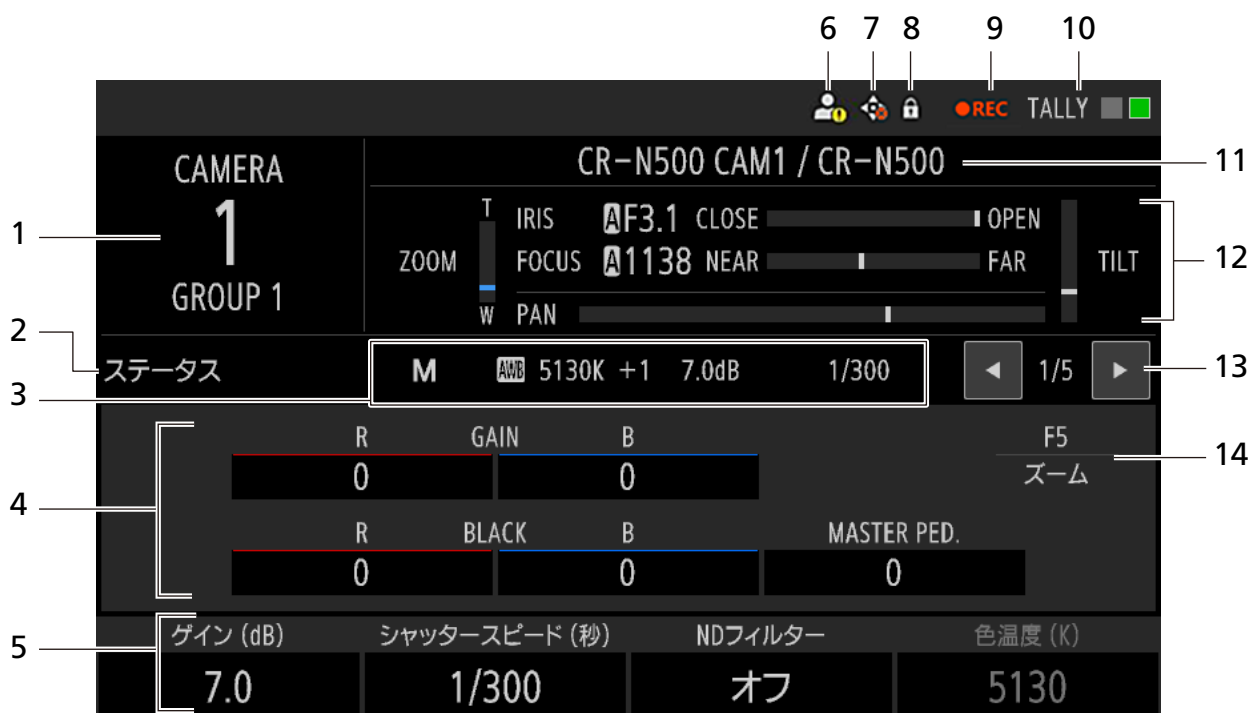 6 7 8 9 10
REC TALLY
CAMERA
1
GROUP 1
CR-N500 CAM1 / CR-N500
11
1
ZOOM
T
W
IRIS A F3.1 CLOSE OPEN
FOCUS A 1138 NEAR FAR
PAN
TILT
12
2
ステータス
M AWB 5130K +1 7.0dB 1/300
1/5
13
3
R GAIN B
0 0
F5
ズーム
14
4
R BLACK B MASTER PED.
0 0 0
5
ゲイン (dB) シャッタースピード (秒) NDフィルター 色温度 (K)
7.0 1/300 オフ 5130